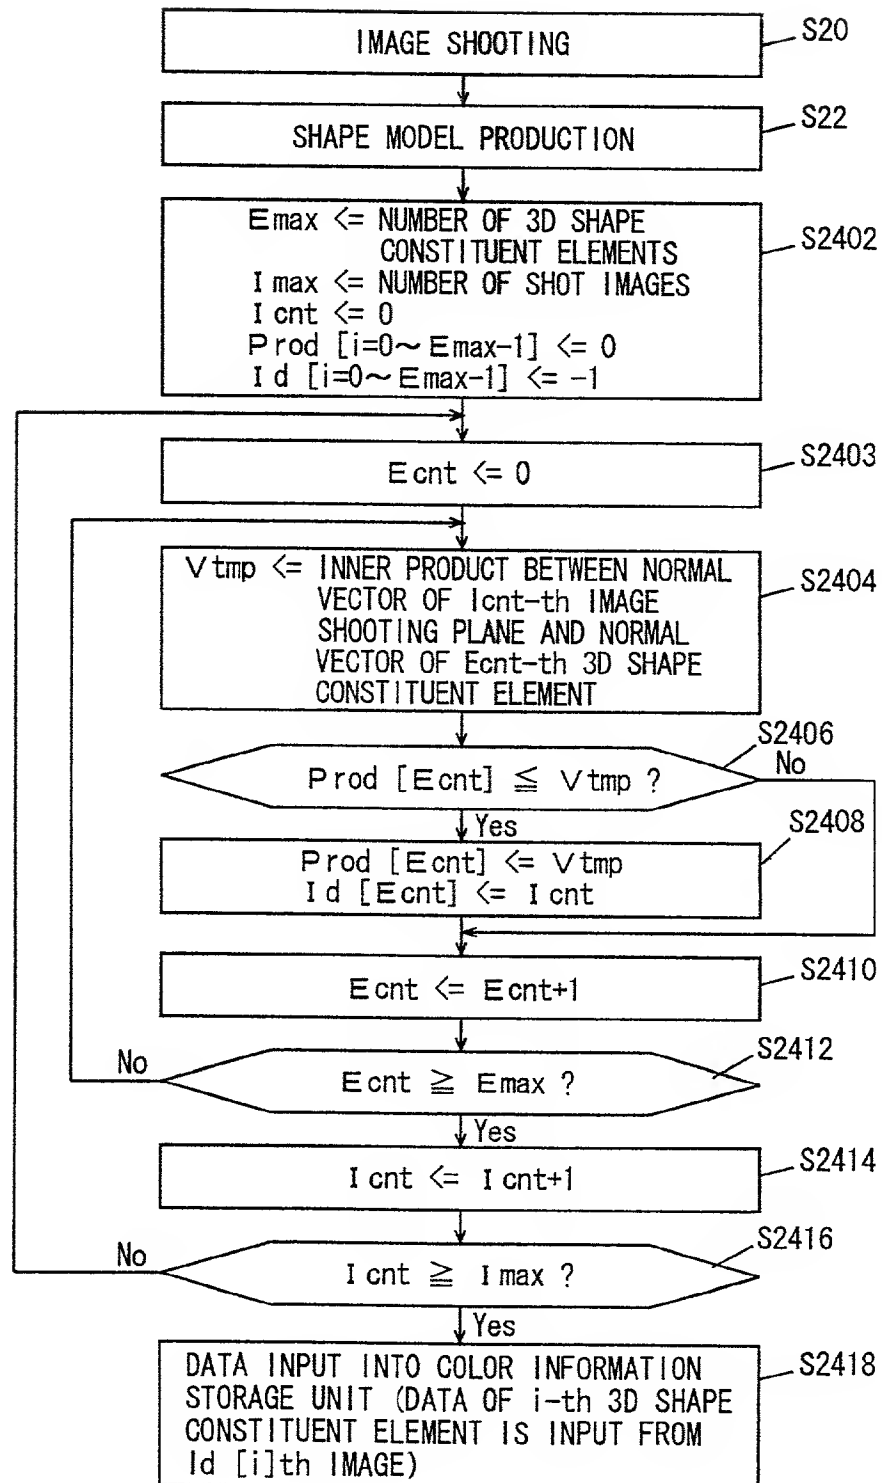 IMAGE SHOOTING
S20
SHAPE MODEL PRODUCTION
S22
Emax <= NUMBER OF 3D SHAPE
CONSTITUENT ELEMENTS
Imax <= NUMBER OF SHOT IMAGES
Icnt <= 0
Prod [i=0～Emax-1] <= 0
Id [i=0～Emax-1] <= -1
S2402
Ecnt <= 0
S2403
Vtmp <= INNER PRODUCT BETWEEN NORMAL
VECTOR OF Icnt-th IMAGE
SHOOTING PLANE AND NORMAL
VECTOR OF Ecnt-th 3D SHAPE
CONSTITUENT ELEMENT
S2404
S2406
Prod [Ecnt] ≦ Vtmp ?
No
Yes
S2408
Prod [Ecnt] <= Vtmp
Id [Ecnt] <= Icnt
Ecnt <= Ecnt+1
S2410
S2412
No
Ecnt ≧ Emax ?
Yes
Icnt <= Icnt+1
S2414
S2416
No
Icnt ≧ Imax ?
Yes
DATA INPUT INTO COLOR INFORMATION
STORAGE UNIT (DATA OF i-th 3D SHAPE
CONSTITUENT ELEMENT IS INPUT FROM
Id [i]th IMAGE)
S2418